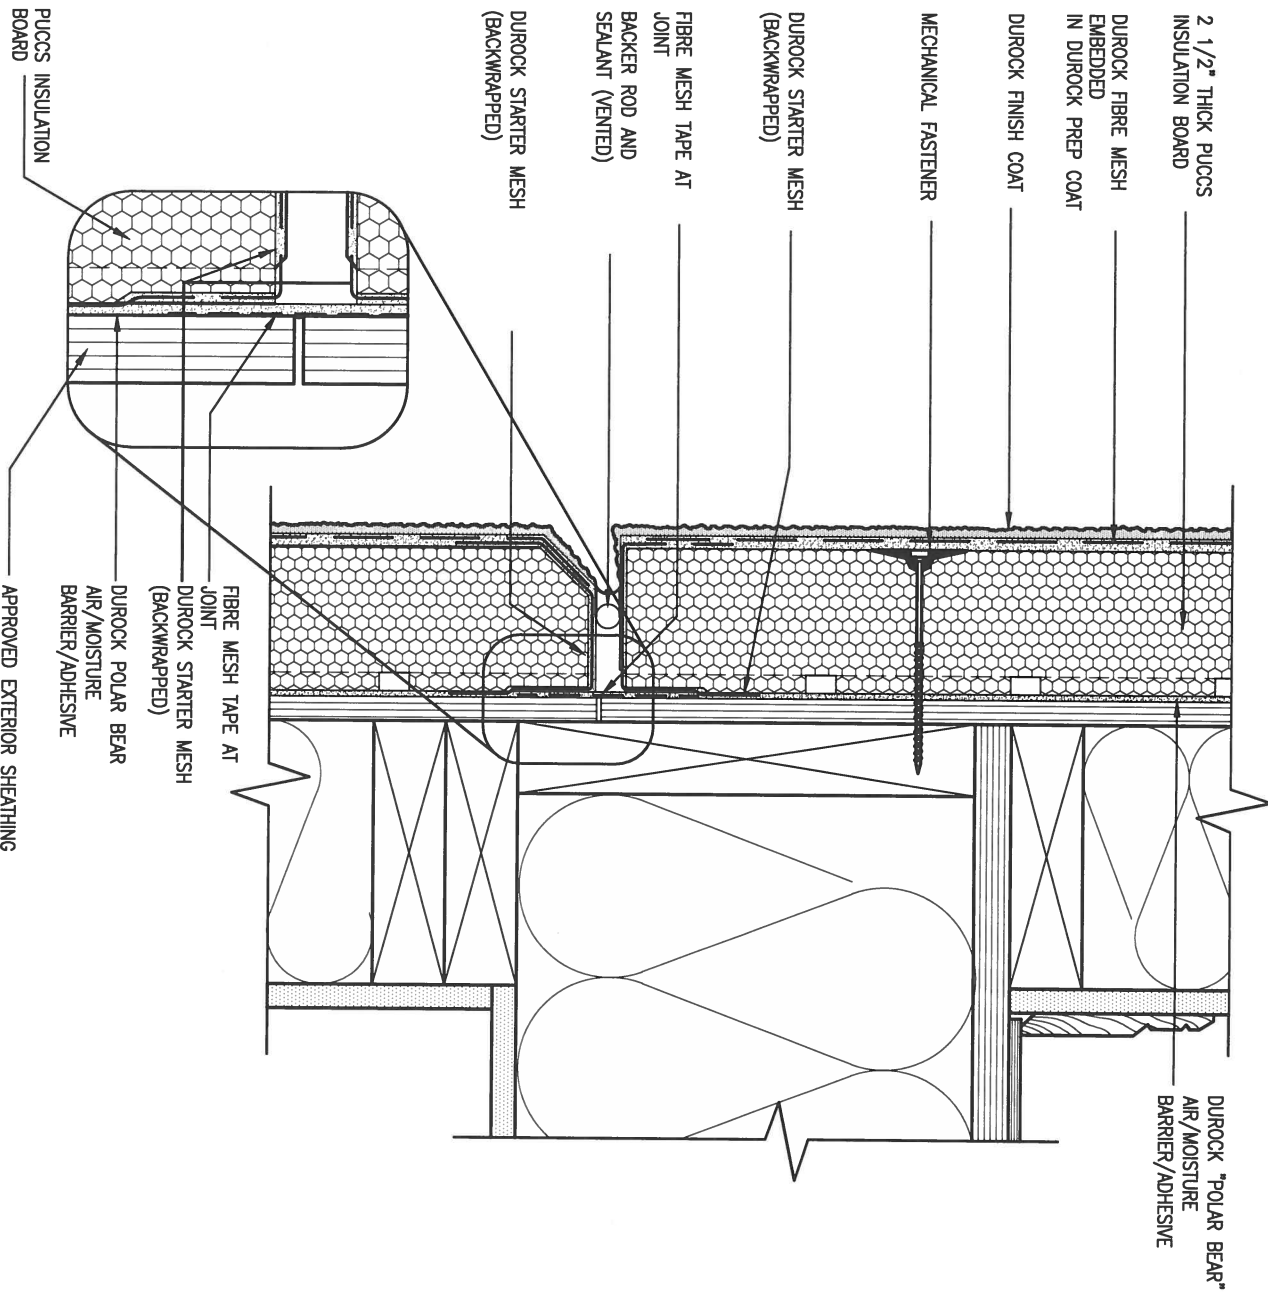 2 1/2" THICK PUCCS
INSULATION BOARD
DUROCK FIBRE MESH
EMBEDDED
IN DUROCK PREP COAT
DUROCK FINISH COAT
MECHANICAL FASTENER
DUROCK STARTER MESH
(BACKWRAPPED)
FIBRE MESH TAPE AT
JOINT
BACKER ROD AND
SEALANT (VENTED)
DUROCK STARTER MESH
(BACKWRAPPED)
PUCCS INSULATION
BOARD
DUROCK "POLAR BEAR"
AIR/MOISTURE
BARRIER/ADHESIVE
FIBRE MESH TAPE AT
JOINT
DUROCK STARTER MESH
(BACKWRAPPED)
DUROCK POLAR BEAR
AIR/MOISTURE
BARRIER/ADHESIVE
APPROVED EXTERIOR SHEATHING